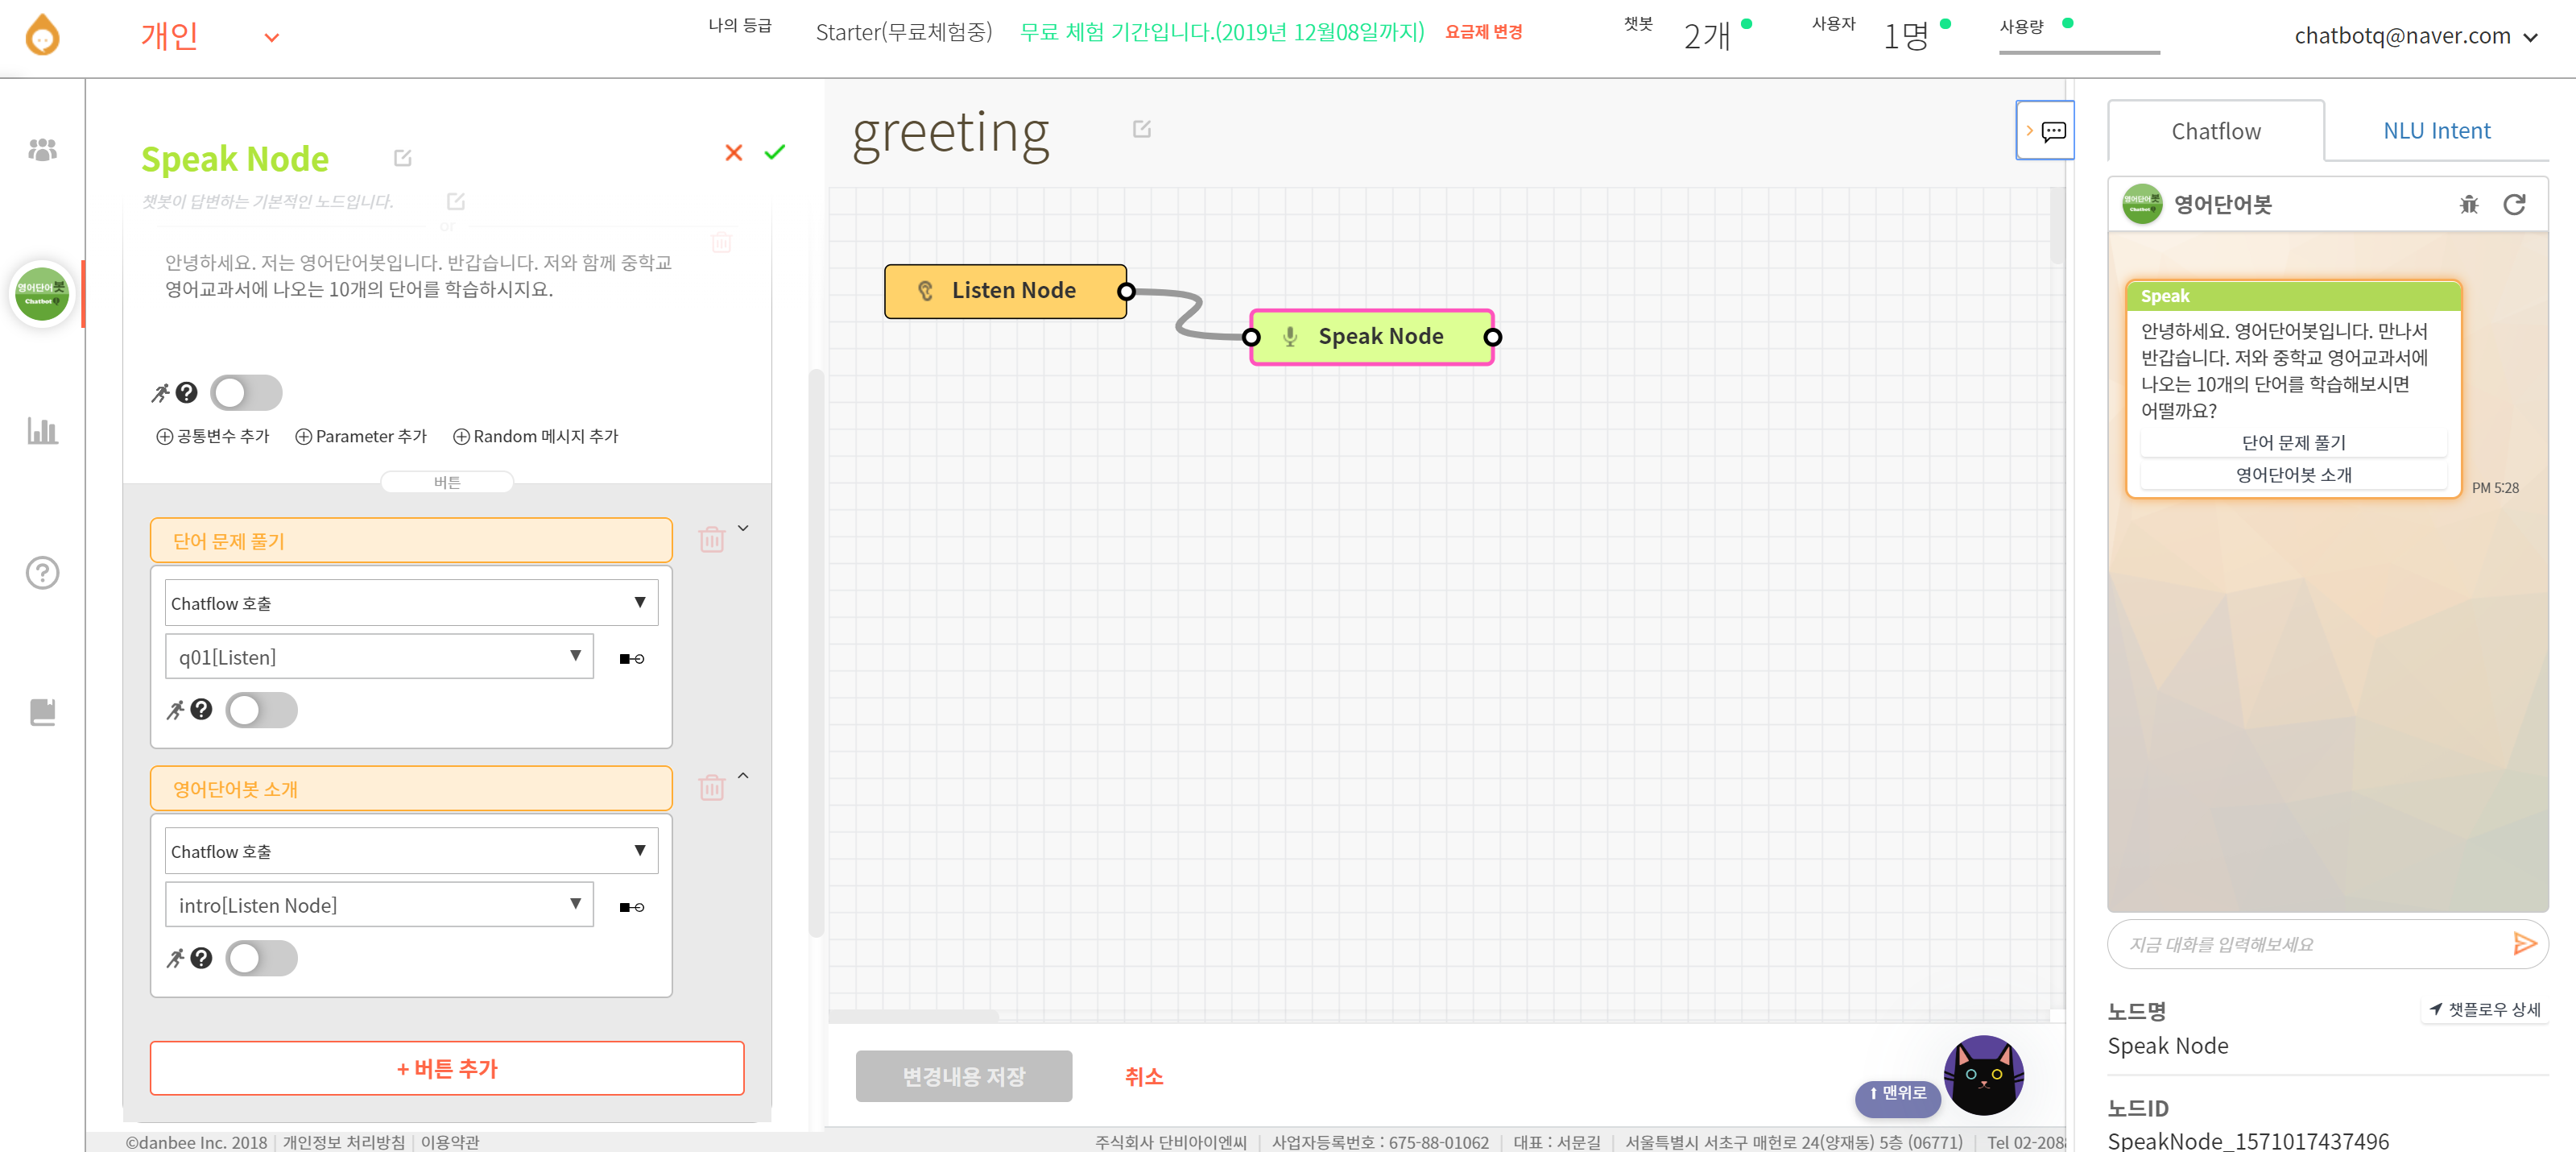 개인
나의 등급
Starter(무료체험중)
무료 체험 기간입니다.(2019년 12월08일까지)
요금제 변경
챗봇
2개
사용자
1명
사용량
chatbotq@naver.com
영어단어봇
Chatbot
Speak Node
챗봇이 답변하는 기본적인 노드입니다.
or
안녕하세요. 저는 영어단어봇입니다. 반갑습니다. 저와 함께 중학교
영어교과서에 나오는 10개의 단어를 학습하시지요.
공통변수 추가
Parameter 추가
Random 메시지 추가
버튼
단어 문제 풀기
Chatflow 호출
q01[Listen]
영어단어봇 소개
Chatflow 호출
intro[Listen Node]
+ 버튼 추가
greeting
Listen Node
Speak Node
변경내용 저장
취소
맨위로
Chatflow
NLU Intent
영어단어봇
Chatbot
영어단어봇
Speak
안녕하세요. 영어단어봇입니다. 만나서
반갑습니다. 저와 중학교 영어교과서에
나오는 10개의 단어를 학습해보시면
어떨까요?
단어 문제 풀기
영어단어봇 소개
PM 5:28
지금 대화를 입력해보세요
노드명
챗플로우 상세
Speak Node
노드ID
SpeakNode_1571017437496
©danbee Inc. 2018 | 개인정보 처리방침 | 이용약관
주식회사 단비아이엔씨 | 사업자등록번호 : 675-88-01062 | 대표 : 서문길 | 서울특별시 서초구 매헌로 24(양재동) 5층 (06771) | Tel 02-208